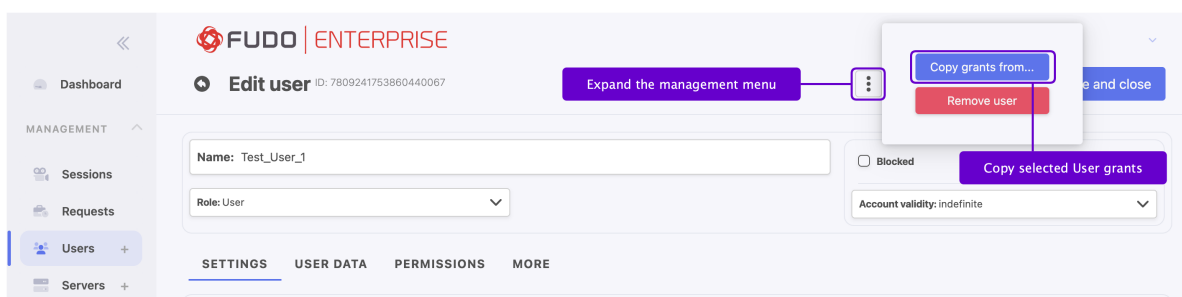 FUDO ENTERPRISE
Copy grants from...
Dashboard
Edit user ID: 7809241753860440067
Expand the management menu
e and close
Remove user
MANAGEMENT
Name: Test_User_1
Blocked
Copy selected User grants
Sessions
Role: User
Account validity: indefinite
Requests
Users +
SETTINGS USER DATA PERMISSIONS MORE
Servers +